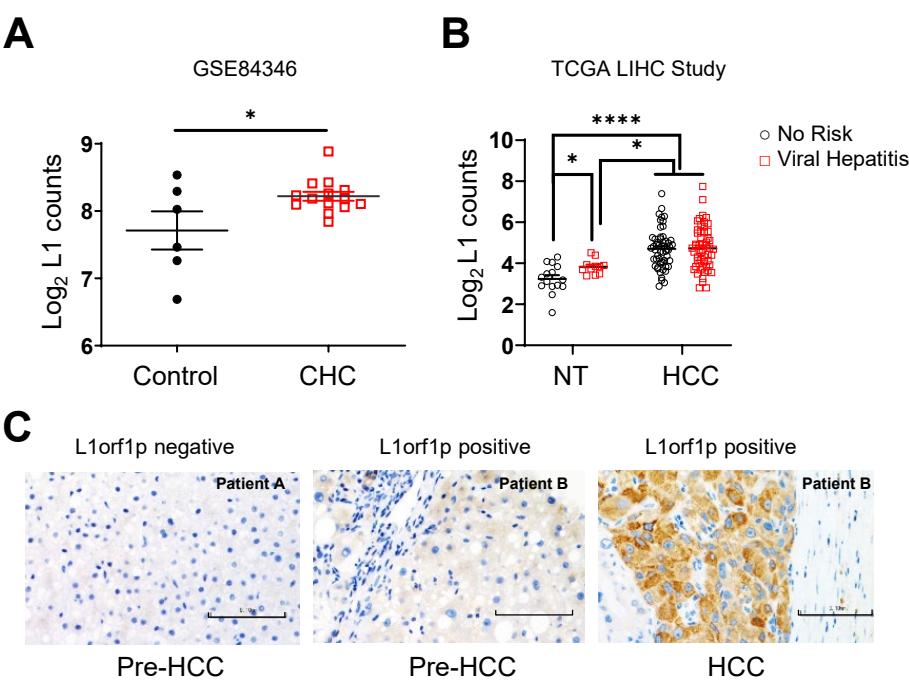 A
GSE84346
*
Log2 L1 counts
9
8
7
6
Control
CHC
B
TCGA LIHC Study
****
*
*
Log2 L1 counts
10
8
6
4
2
0
NT
HCC
No Risk
Viral Hepatitis
C
L1orf1p negative
L1orf1p positive
L1orf1p positive
Patient A
Patient B
Patient B
Pre-HCC
Pre-HCC
HCC